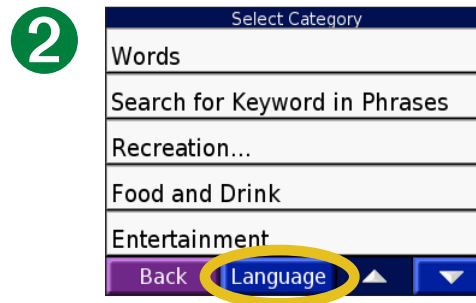 2
Select Category
Words
Search for Keyword in Phrases
Recreation...
Food and Drink
Entertainment
Back Language